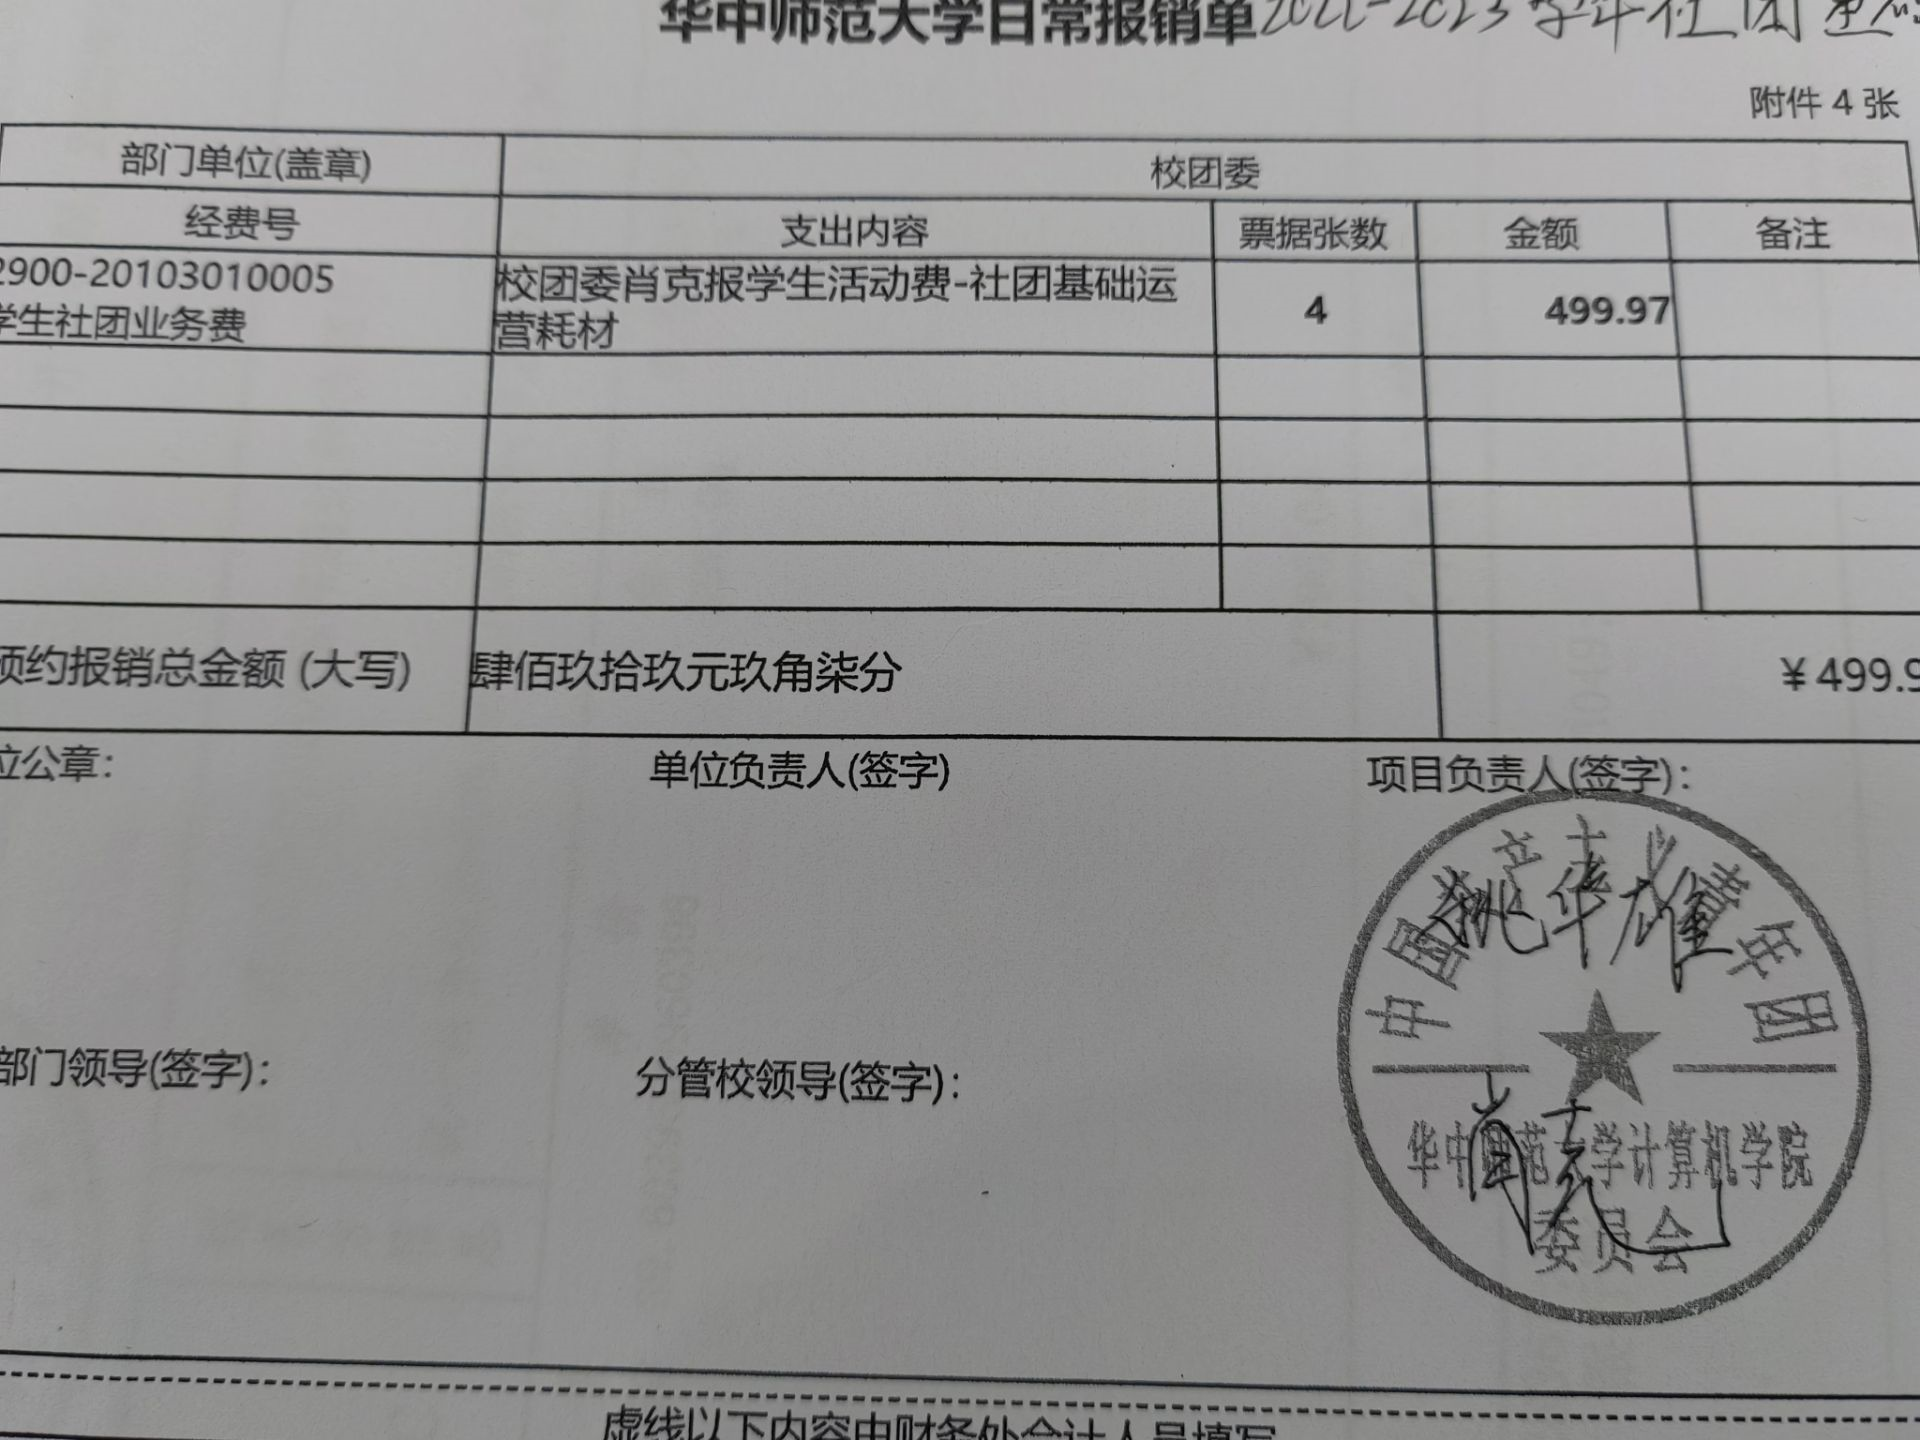 华中师范大学日常报销单 2022-2023学年社团
附件 4 张
部门单位(盖章) 校团委
经费号 支出内容 票据张数 金额 备注
2900-20103010005 校团委肖克报学生活动费-社团基础运 4 499.97
学生社团业务费 营耗材
预约报销总金额 (大写) 肆佰玖拾玖元玖角柒分 ¥499.9
位公章: 单位负责人(签字) 项目负责人(签字):
姚华雄
中国共产主义青年团
部门领导(签字): 分管校领导(签字):
华中师范大学计算机学院
肖克
委员会
虚线以下内容由财务处会计人员填写